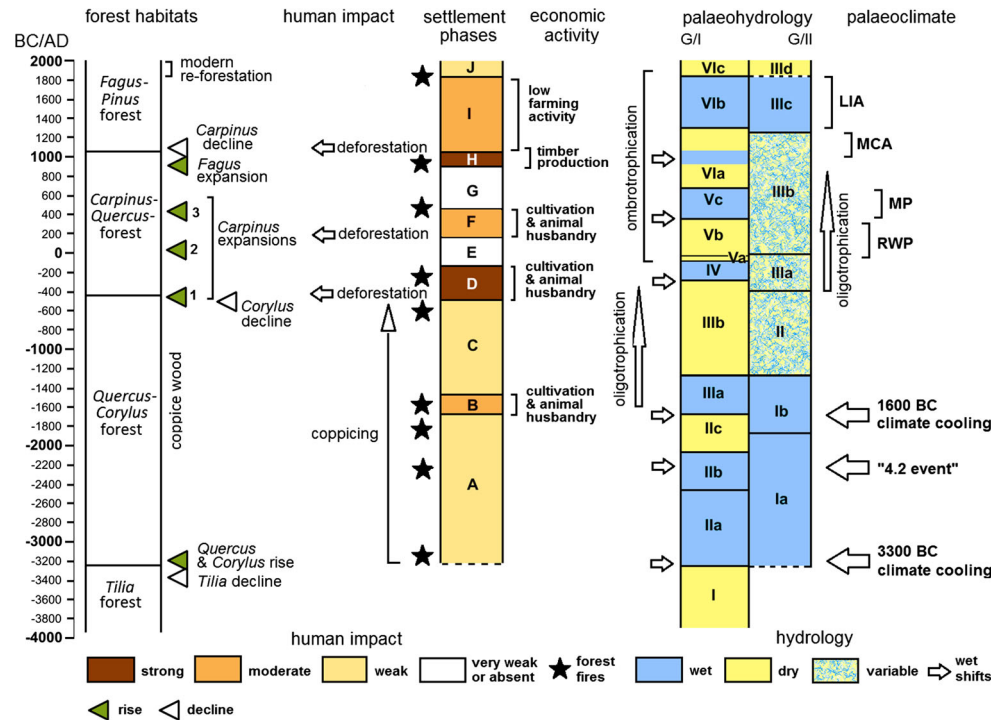 forest habitats
human impact
settlement
phases
economic
activity
palaeohydrology
G/I
G/II
palaeoclimate
BC/AD
2000
1800
1600
1400
1200
1000
800
600
400
200
0
-200
-400
-600
-800
-1000
-1200
-1400
-1600
-1800
-2000
-2200
-2400
-2600
-2800
-3000
-3200
-3400
-3600
-3800
-4000
Fagus-
Pinus
forest
Carpinus-
Quercus-
forest
Quercus-
Corylus
forest
Tilia
forest
modern
re-forestation
Carpinus
decline
Fagus
expansion
3
2
1
Carpinus
expansions
Corylus
decline
coppice wood
Quercus
& Corylus rise
Tilia decline
deforestation
deforestation
deforestation
coppicing
J
I
H
G
F
E
D
C
B
A
low
farming
activity
timber
production
cultivation
& animal
husbandry
cultivation
& animal
husbandry
cultivation
& animal
husbandry
ombrotrophication
oligotrophication
VIc
VIb
VIa
Vc
Vb
Va
IV
IIIb
IIIa
IIc
IIb
IIa
I
IIId
IIIc
IIIb
IIIa
II
Ib
Ia
oligotrophication
LIA
MCA
MP
RWP
1600 BC
climate cooling
"4.2 event"
3300 BC
climate cooling
human impact
hydrology
strong
moderate
weak
very weak
or absent
forest
fires
wet
dry
variable
wet
shifts
rise
decline